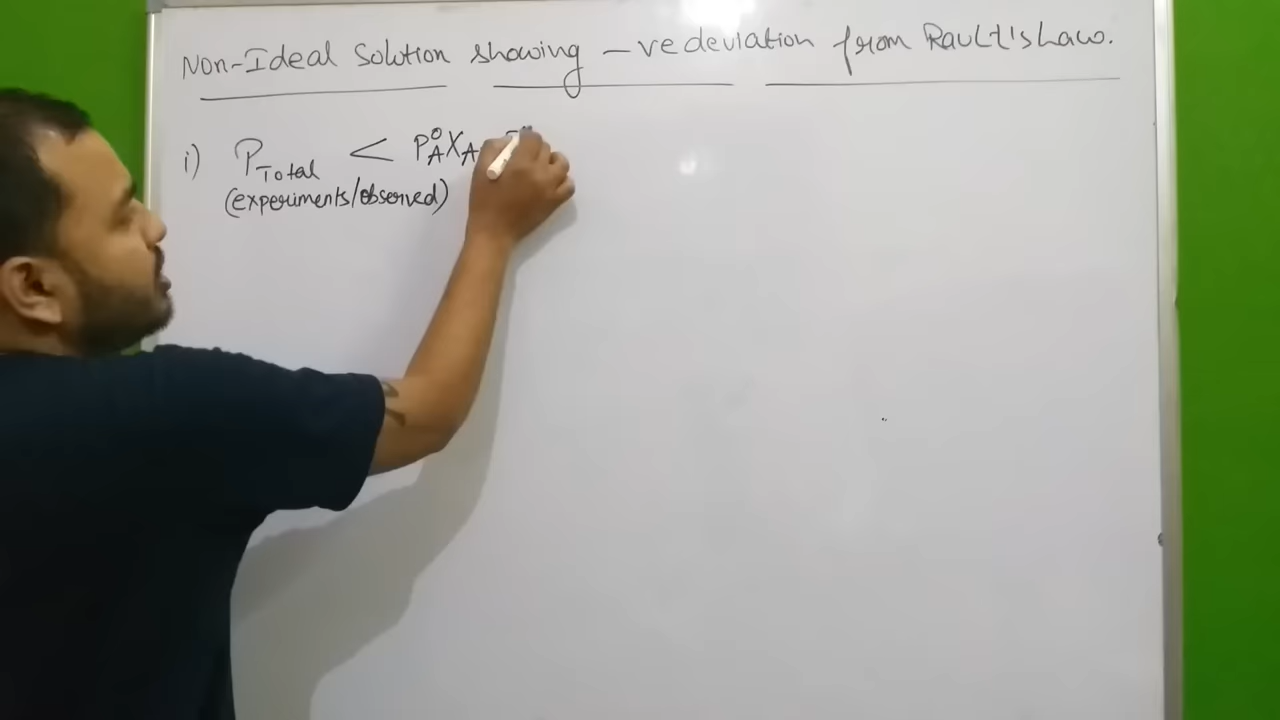 Non-Ideal Solution showing -ve deviation from Rault's Law.
i) P_Total < P°_A X_A
(experiments/observed)